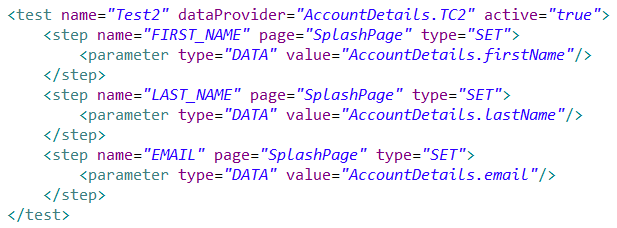 <test name="Test2" dataProvider="AccountDetails.TC2" active="true">
    <step name="FIRST_NAME" page="SplashPage" type="SET">
        <parameter type="DATA" value="AccountDetails.firstName"/>
    </step>
    <step name="LAST_NAME" page="SplashPage" type="SET">
        <parameter type="DATA" value="AccountDetails.lastName"/>
    </step>
    <step name="EMAIL" page="SplashPage" type="SET">
        <parameter type="DATA" value="AccountDetails.email"/>
    </step>
</test>